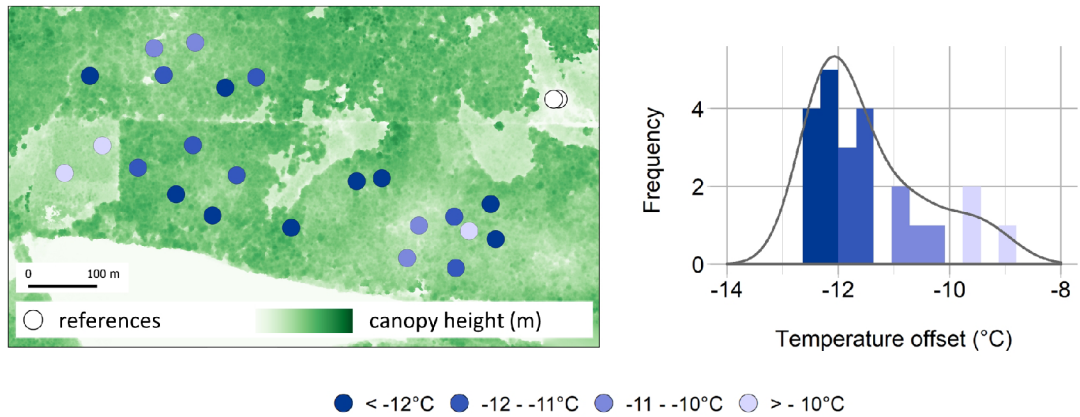 0 100 m
references canopy height (m)
Frequency
4
2
0
-14 -12 -10 -8
Temperature offset (°C)
< -12°C -12 - -11°C -11 - -10°C > - 10°C